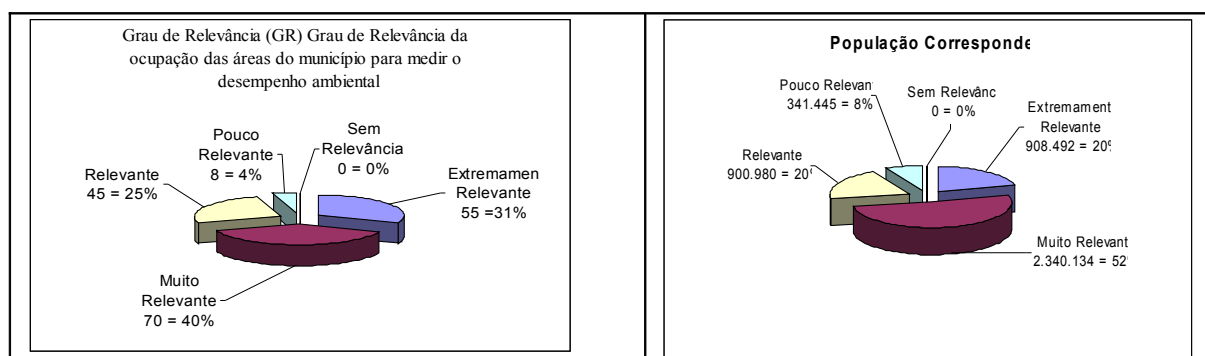 Grau de Relevância (GR) Grau de Relevância da
ocupação das áreas do município para medir o
desempenho ambiental
Sem
Relevância
0 = 0%
Pouco
Relevante
8 = 4%
Relevante
45 = 25%
Extremamen
Relevante
55 =31%
Muito
Relevante
70 = 40%
População Corresponde
Pouco Relevan
341.445 = 8%
Sem Relevânc
0 = 0%
Extremament
Relevante
908.492 = 20%
Relevante
900.980 = 20
Muito Relevant
2.340.134 = 52